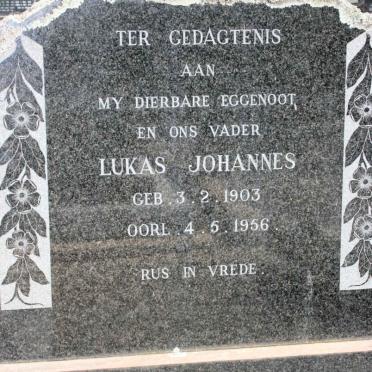 TER GEDAGTENIS
AAN
MY DIERBARE EGGENOOT,
EN ONS VADER
LUKAS JOHANNES
GEB. 3. 2. 1903
OORL. 4. 5. 1956.
RUS IN VREDE.